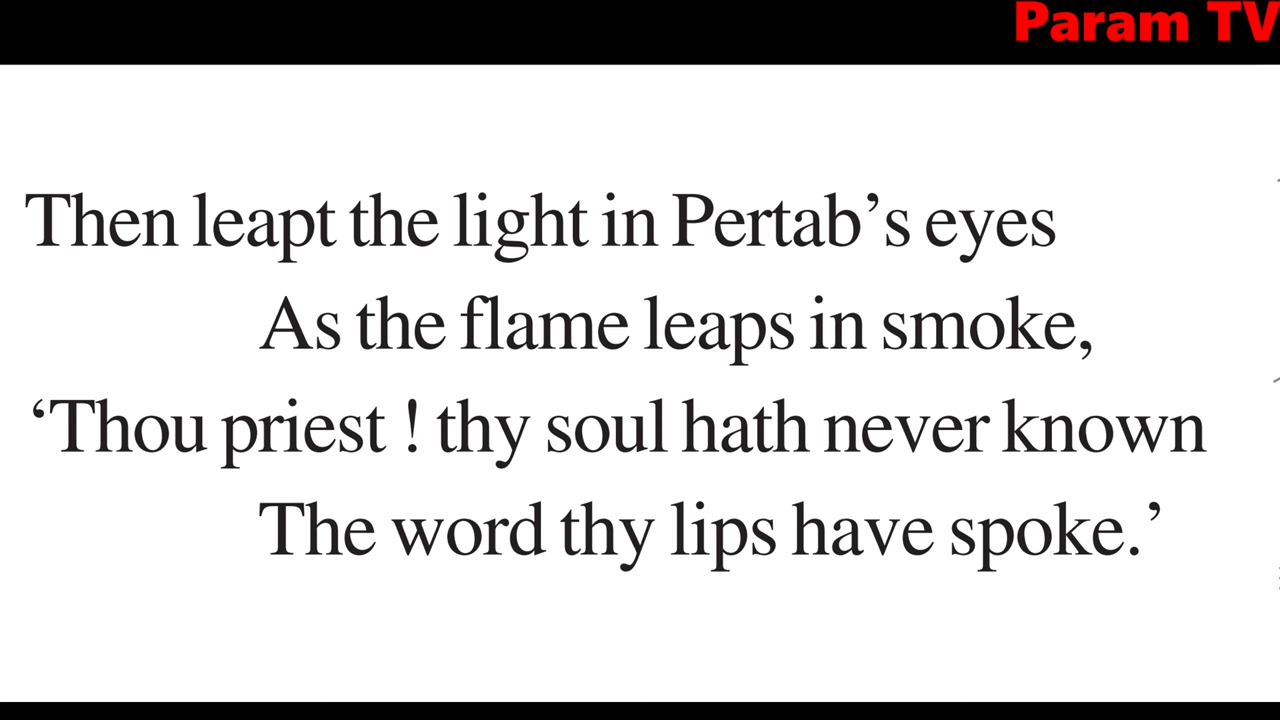 Param TV
Then leapt the light in Pertab’s eyes
As the flame leaps in smoke,
‘Thou priest ! thy soul hath never known
The word thy lips have spoke.’